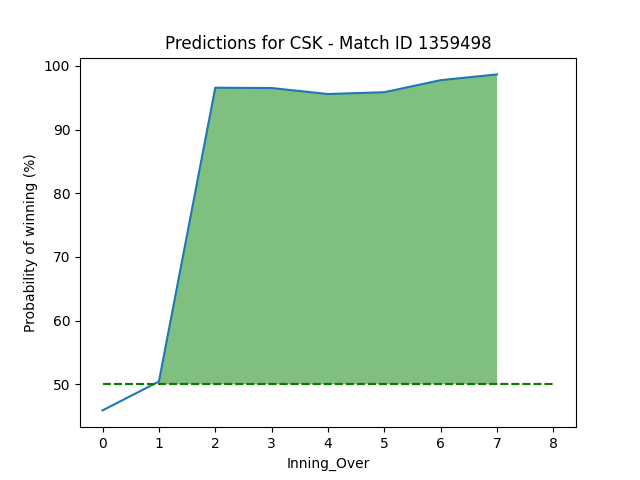 Predictions for CSK - Match ID 1359498
Probability of winning (%)
100
90
80
70
60
50
0 1 2 3 4 5 6 7 8
Inning_Over